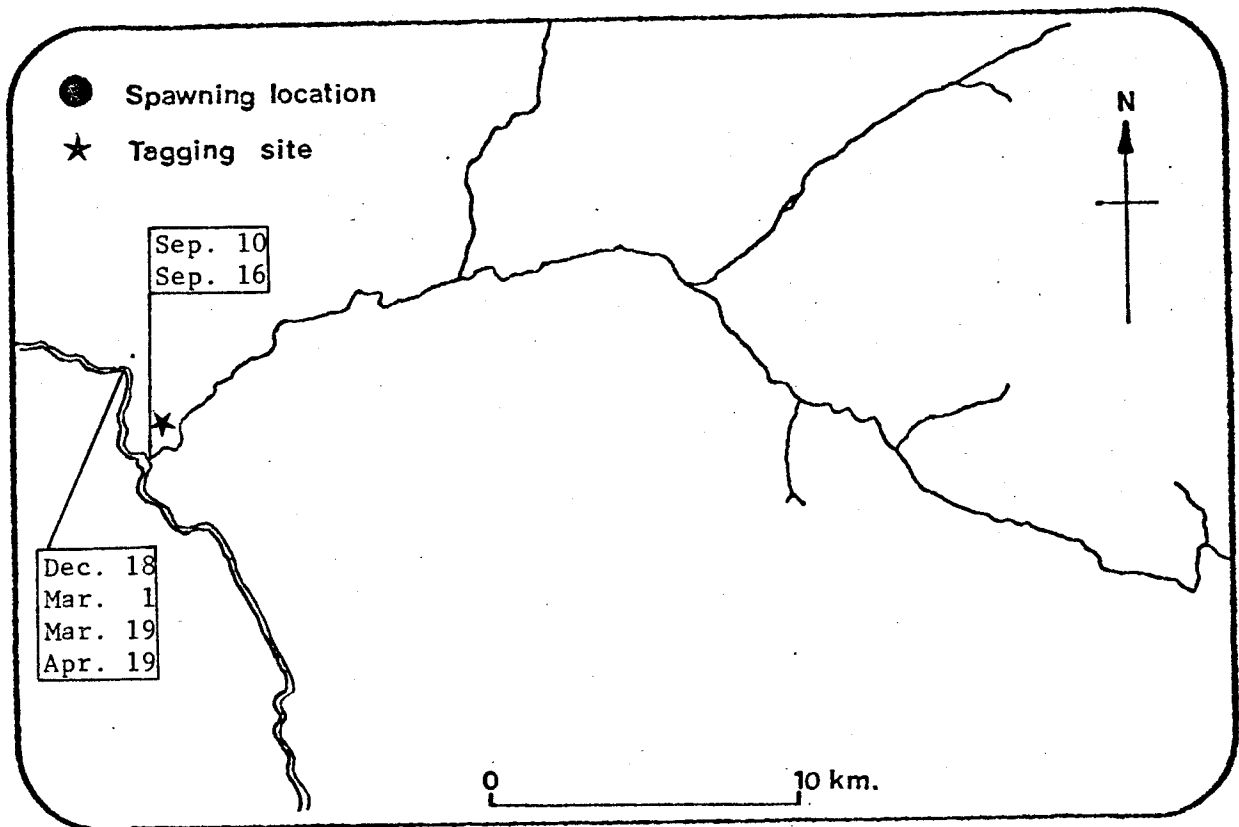 Spawning location
Tagging site
N
Sep. 10
Sep. 16
Dec. 18
Mar. 1
Mar. 19
Apr. 19
0 10 km.